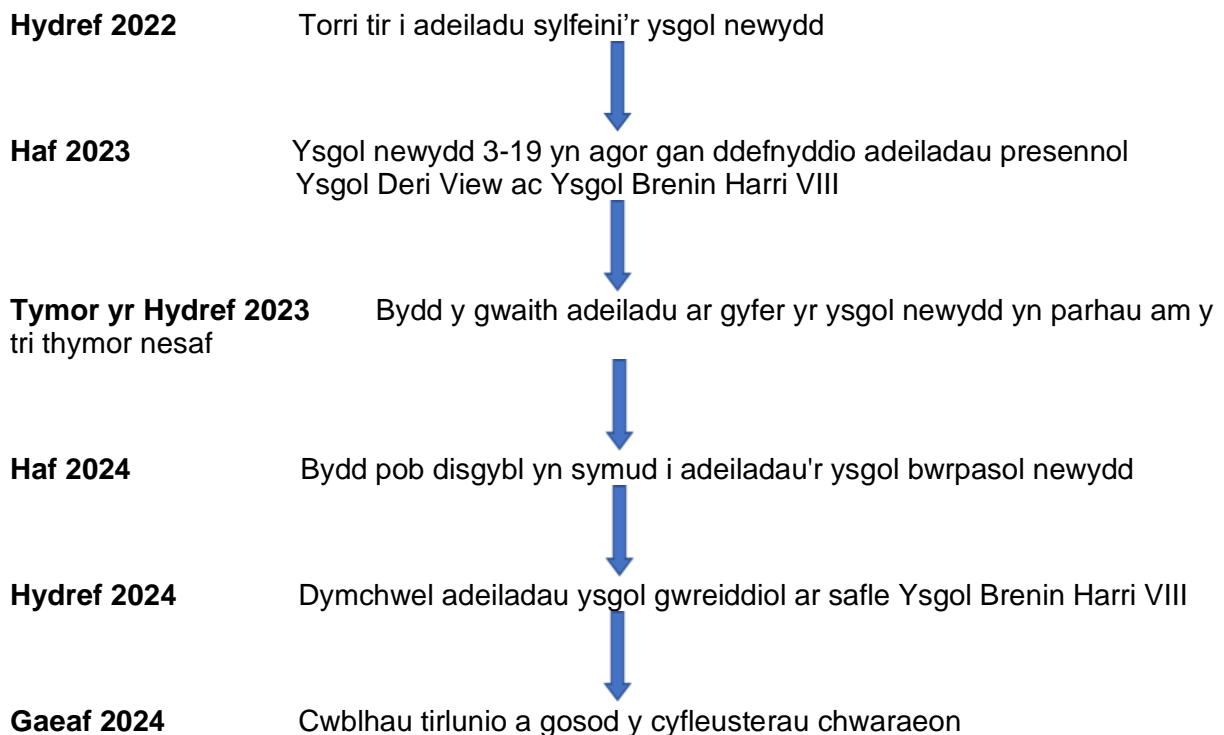 Hydref 2022 Torri tir i adeiladu sylfeini’r ysgol newydd
Haf 2023 Ysgol newydd 3-19 yn agor gan ddefnyddio adeiladau presennol
Ysgol Deri View ac Ysgol Brenin Harri VIII
Tymor yr Hydref 2023 Bydd y gwaith adeiladu ar gyfer yr ysgol newydd yn parhau am y
tri thymor nesaf
Haf 2024 Bydd pob disgybl yn symud i adeiladau'r ysgol bwrpasol newydd
Hydref 2024 Dymchwel adeiladau ysgol gwreiddiol ar safle Ysgol Brenin Harri VIII
Gaeaf 2024 Cwblhau tirlunio a gosod y cyfleusterau chwaraeon